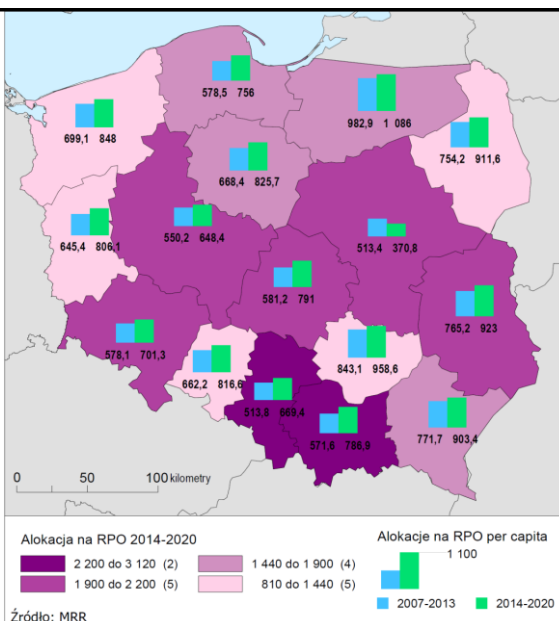 578,5 756
982,9 1 086
699,1 848
754,2 911,6
668,4 825,7
645,4 806,1
550,2 648,4
513,4 370,8
581,2 791
765,2 923
578,1 701,3
662,2 816,6
843,1 958,6
513,8 669,4
571,6 788,9
771,7 903,4
0 50 100 kilometry
Alokacja na RPO 2014-2020
2 200 do 3 120 (2)
1 900 do 2 200 (5)
1 440 do 1 900 (4)
810 do 1 440 (5)
Alokacje na RPO per capita
1 100
2007-2013 2014-2020
Źródło: MRR